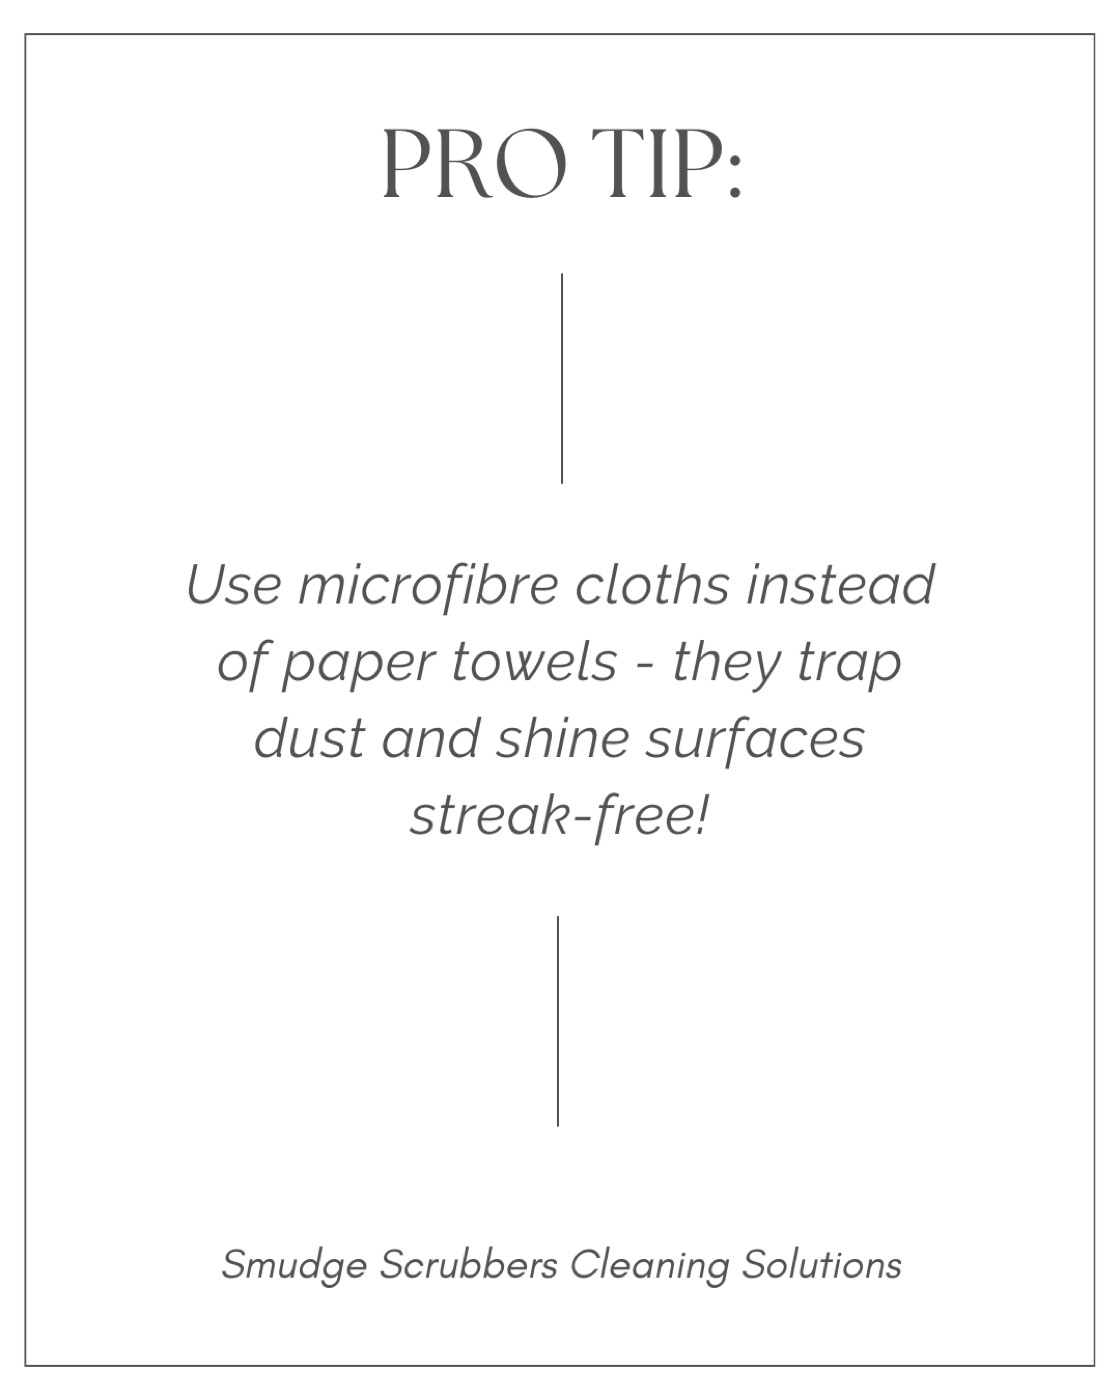 PRO TIP:
Use microfibre cloths instead
of paper towels - they trap
dust and shine surfaces
streak-free!
Smudge Scrubbers Cleaning Solutions